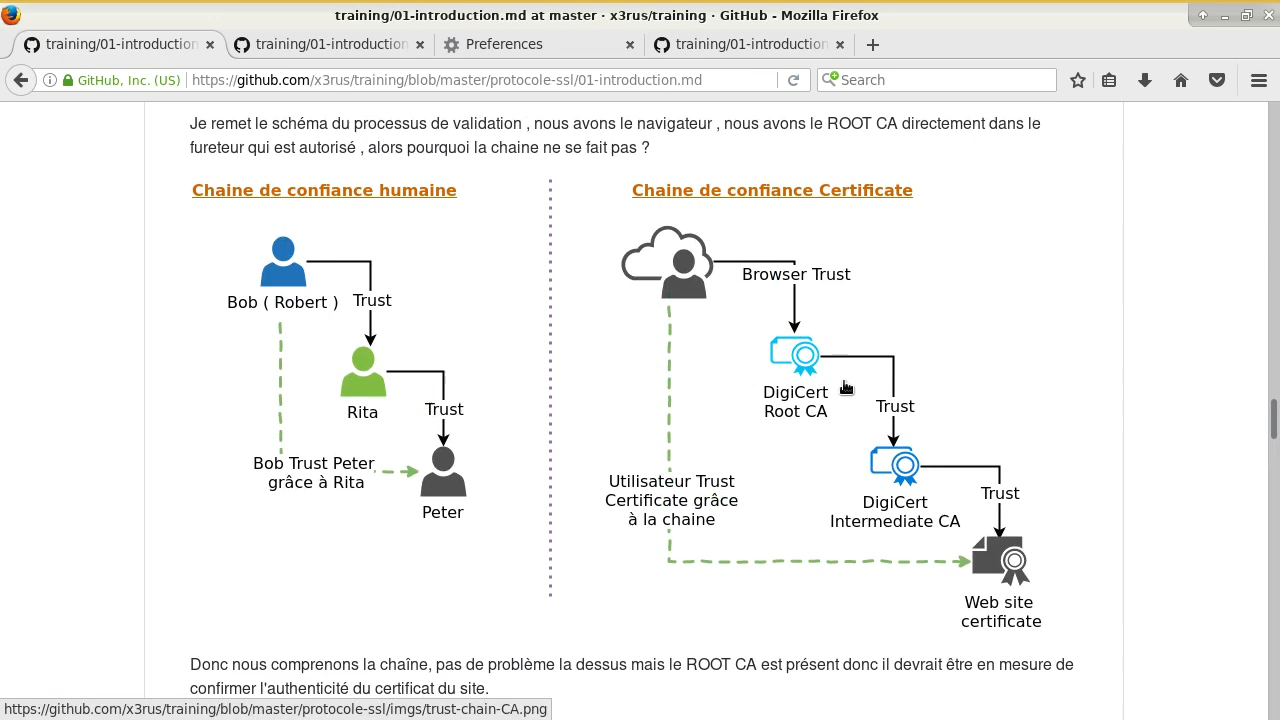 training/01-introduction.md at master · x3rus/training · GitHub - Mozilla Firefox
training/01-introduction
training/01-introduction
Preferences
training/01-introduction
GitHub, Inc. (US)
https://github.com/x3rus/training/blob/master/protocole-ssl/01-introduction.md
Search
Je remet le schéma du processus de validation , nous avons le navigateur , nous avons le ROOT CA directement dans le
fureteur qui est autorisé , alors pourquoi la chaine ne se fait pas ?
Chaine de confiance humaine
Bob ( Robert )
Trust
Rita
Trust
Bob Trust Peter
grâce à Rita
Peter
Chaine de confiance Certificate
Browser Trust
DigiCert
Root CA
Trust
Utilisateur Trust
Certificate grâce
à la chaine
DigiCert
Intermediate CA
Trust
Web site
certificate
Donc nous comprenons la chaîne, pas de problème la dessus mais le ROOT CA est présent donc il devrait être en mesure de
confirmer l'authenticité du certificat du site.
https://github.com/x3rus/training/blob/master/protocole-ssl/imgs/trust-chain-CA.png